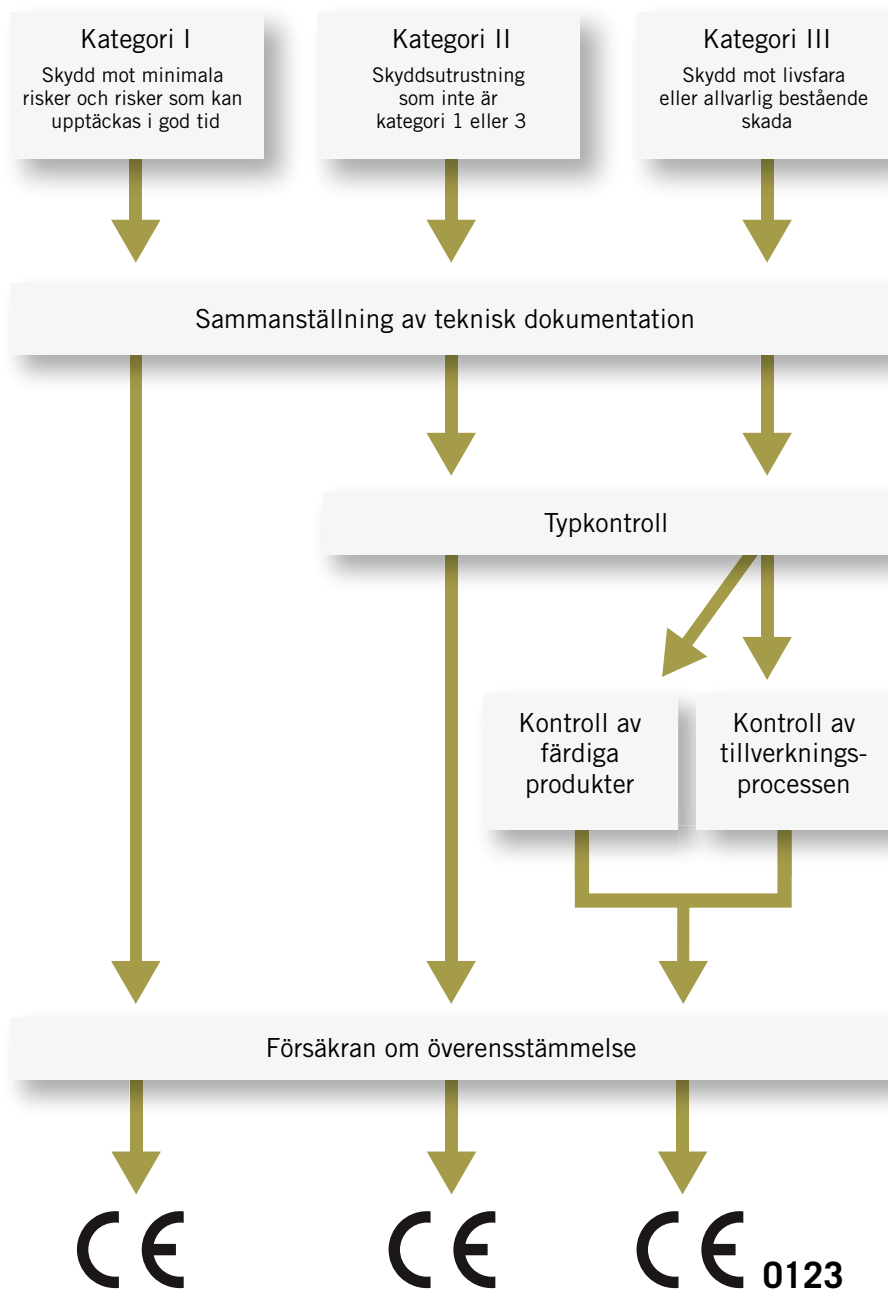 Kategori I
Skydd mot minimala
risker och risker som kan
upptäckas i god tid
Kategori II
Skyddsutrustning
som inte är
kategori 1 eller 3
Kategori III
Skydd mot livsfara
eller allvarlig bestående
skada
Sammanställning av teknisk dokumentation
Typkontroll
Kontroll av
färdiga
produkter
Kontroll av
tillverknings-
processen
Försäkran om överensstämmelse
CE
CE
CE 0123